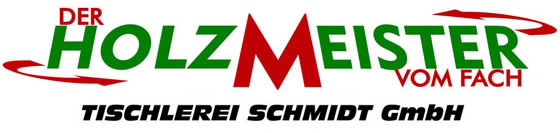 DER
HOLZMEISTER
VOM FACH
TISCHLEREI SCHMIDT GmbH